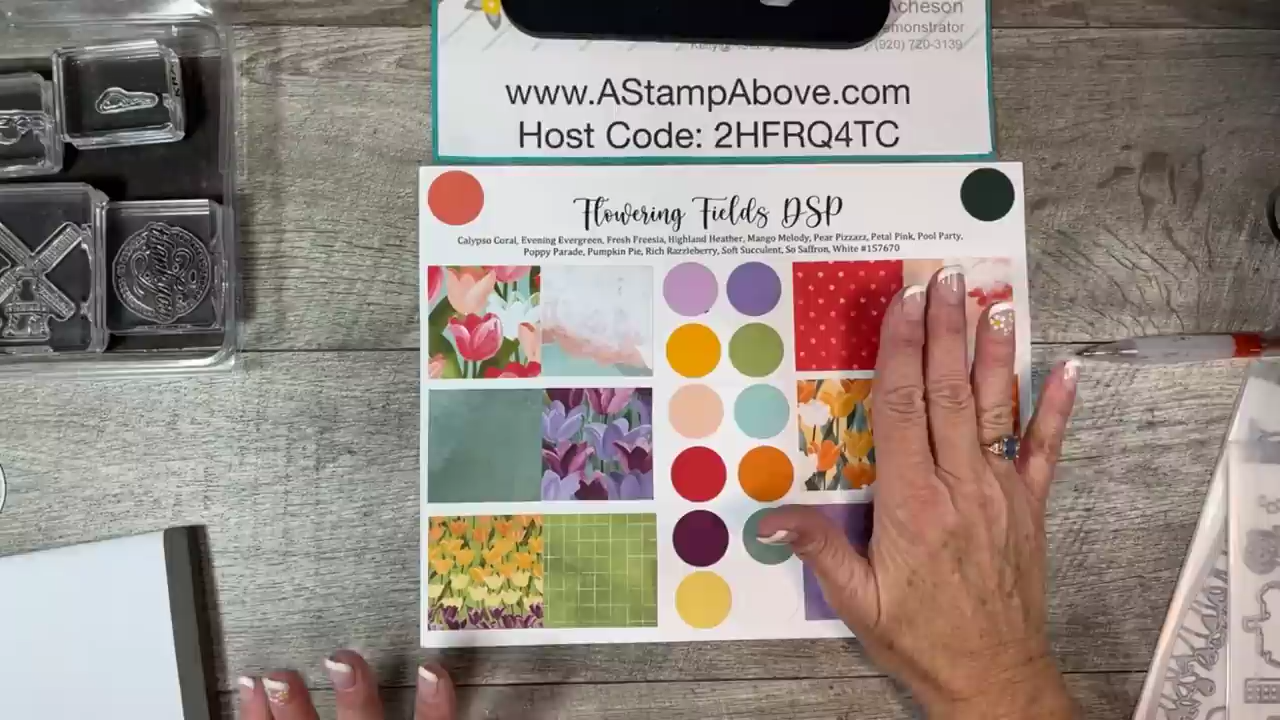 Acheson
emonstrator
(920) 720-3139
www.AStampAbove.com
Host Code: 2HFRQ4TC
Flowering Fields DSP
Calypso Coral, Evening Evergreen, Fresh Freesia, Highland Heather, Mango Melody, Pear Pizzazz, Petal Pink, Pool Party,
Poppy Parade, Pumpkin Pie, Rich Razzleberry, Soft Succulent, So Saffron, White #157670